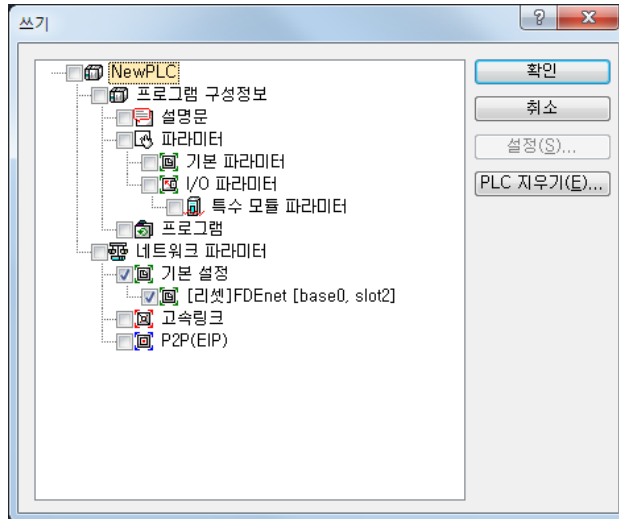 쓰기
NewPLC
프로그램 구성정보
설명문
파라미터
기본 파라미터
I/O 파라미터
특수 모듈 파라미터
프로그램
네트워크 파라미터
기본 설정
[리셋]FDEnet [base0, slot2]
고속링크
P2P(EIP)
확인
취소
설정(S)...
PLC 지우기(E)...